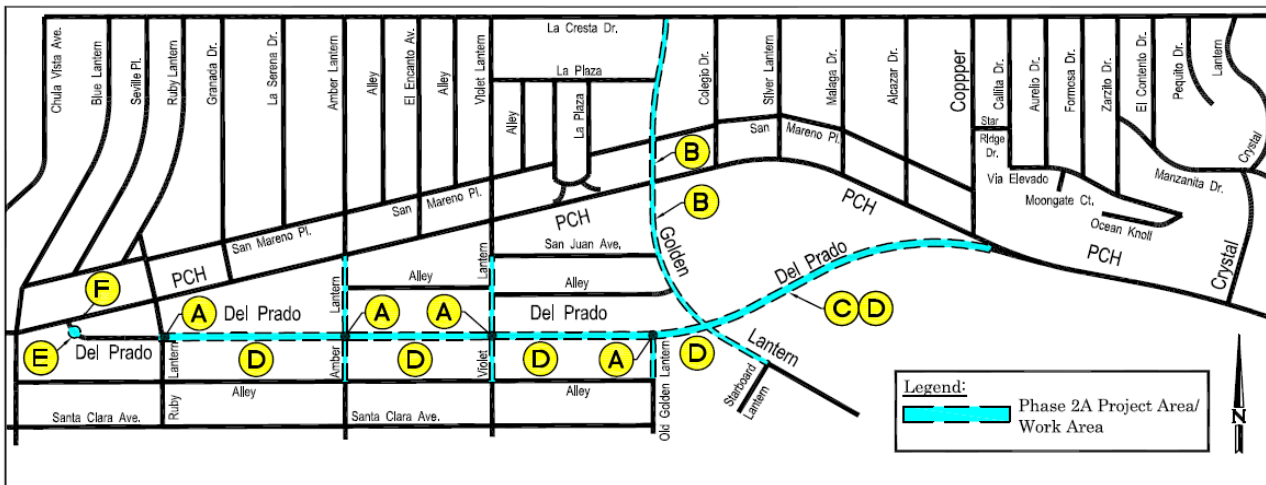 Chula Vista Ave.
Blue Lantern
Seville Pl.
Ruby Lantern
Granada Dr.
La Serena Dr.
Amber Lantern
Alley
El Encanto Av.
Alley
Violet Lantern
La Cresta Dr.
La Plaza
Alley
La Plaza
Colegio Dr.
Silver Lantern
Malaga Dr.
Alcazar Dr.
Coppper
Star
Callita Dr.
Aurelio Dr.
Formosa Dr.
Zarzito Dr.
El Contento Dr.
Pequito Dr.
Lantern
Crystal
San Mareno Pl.
San Mareno Pl.
San Mareno Pl.
Ridge Dr.
Via Elevado
Moongate Ct.
Manzanita Dr.
Ocean Knoll
PCH
PCH
PCH
PCH
Crystal
B
B
Golden
Lantern
San Juan Ave.
Alley
Alley
Lantern
Lantern
F
E
A
A
A
A
Del Prado
Del Prado
Del Prado
Del Prado
C
D
D
D
D
D
Lantern
Ruby
Amber
Violet
Old Golden Lantern
Starboard
Lantern
Alley
Alley
Santa Clara Ave.
Santa Clara Ave.
Legend:
Phase 2A Project Area/
Work Area
N